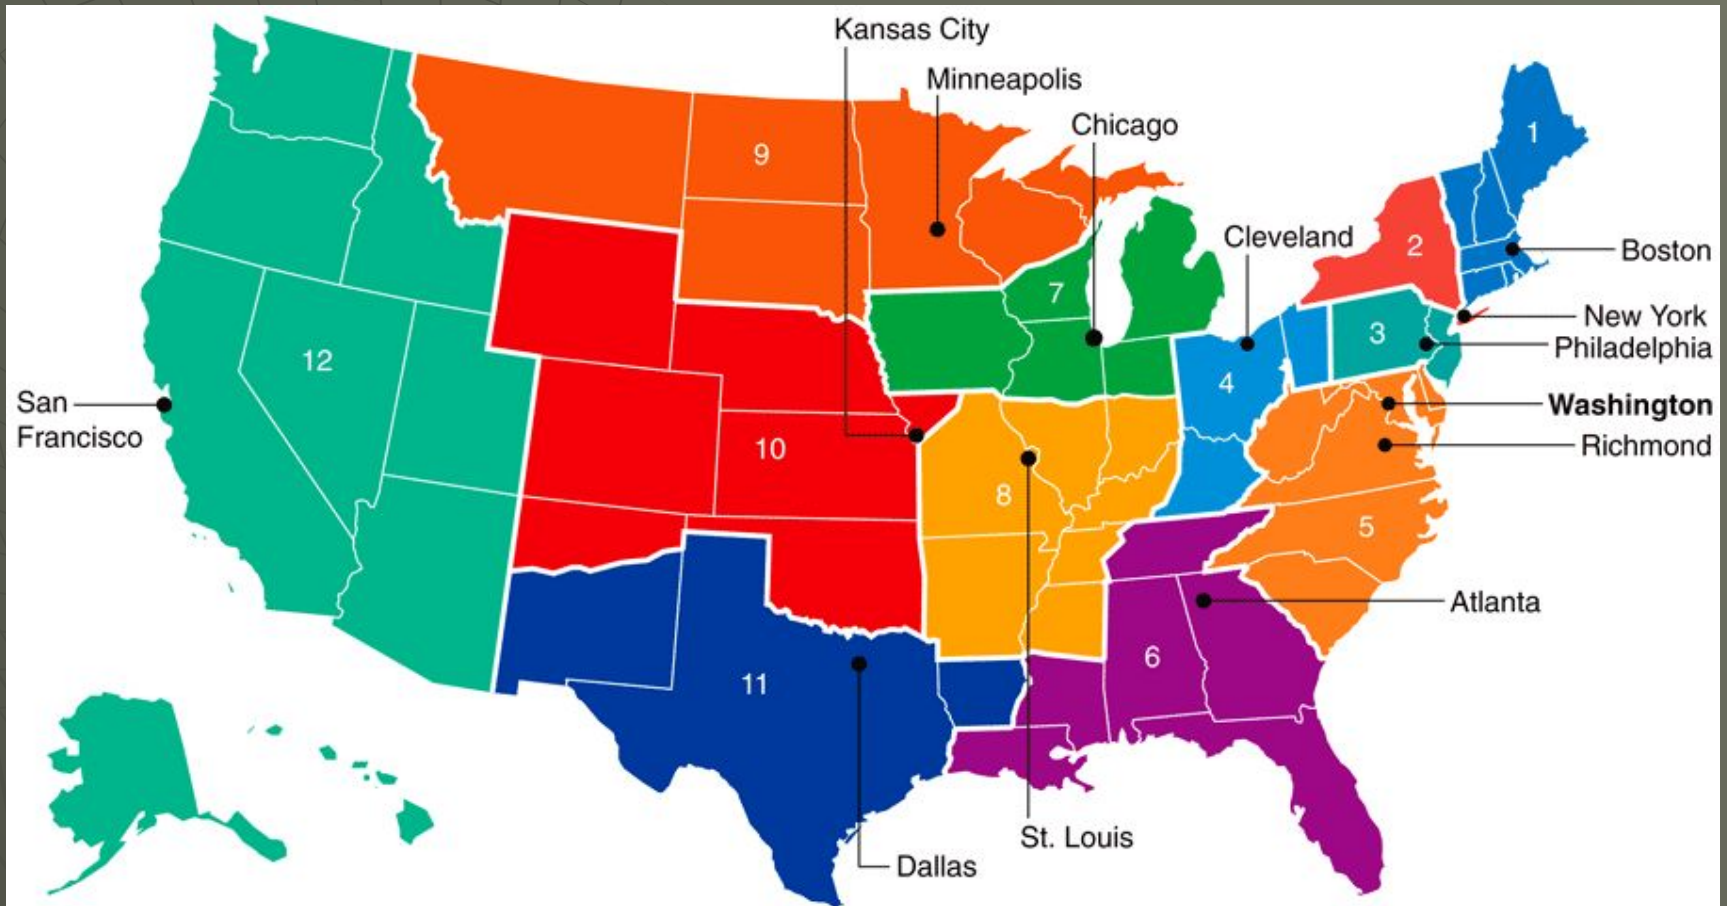 Kansas City
Minneapolis
Chicago
Cleveland
Boston
New York
Philadelphia
Washington
Richmond
Atlanta
St. Louis
Dallas
San
Francisco
1
2
3
4
5
6
7
8
9
10
11
12